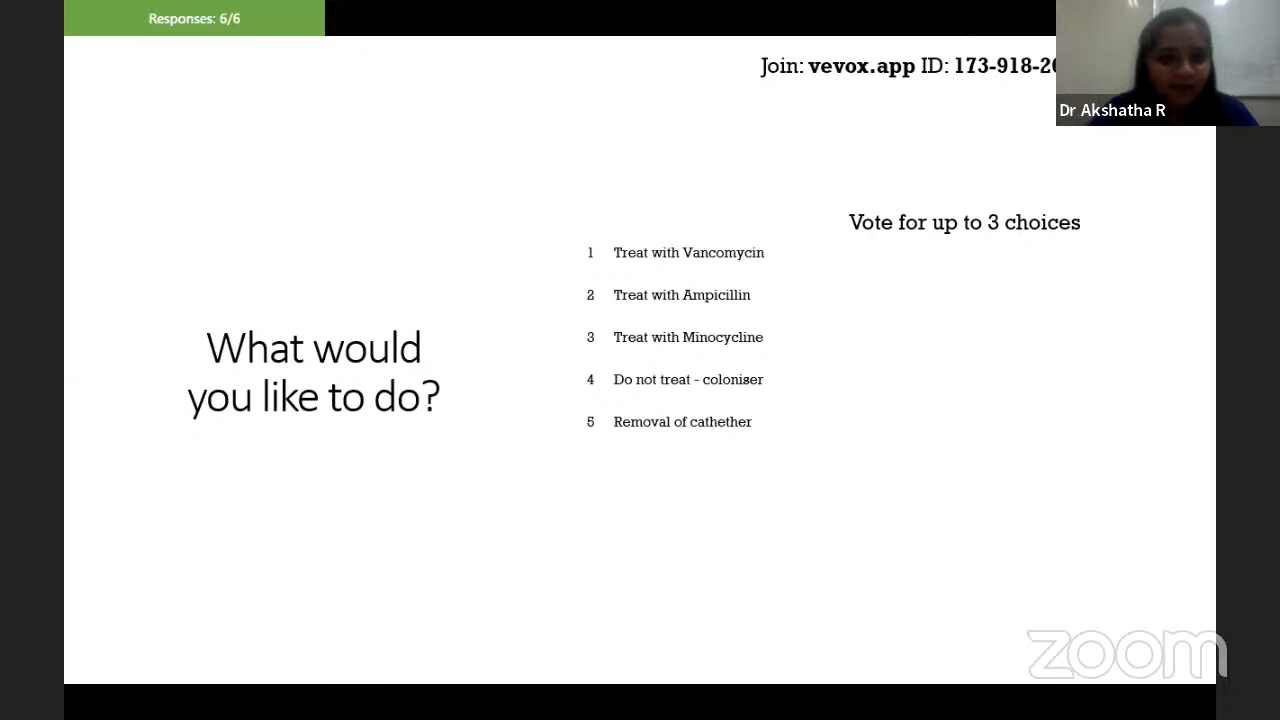 Responses: 6/6
Join: vevox.app ID: 173-918-
Dr Akshatha R
Vote for up to 3 choices
1 Treat with Vancomycin
2 Treat with Ampicillin
3 Treat with Minocycline
4 Do not treat - coloniser
5 Removal of cathether
What would
you like to do?
zoom